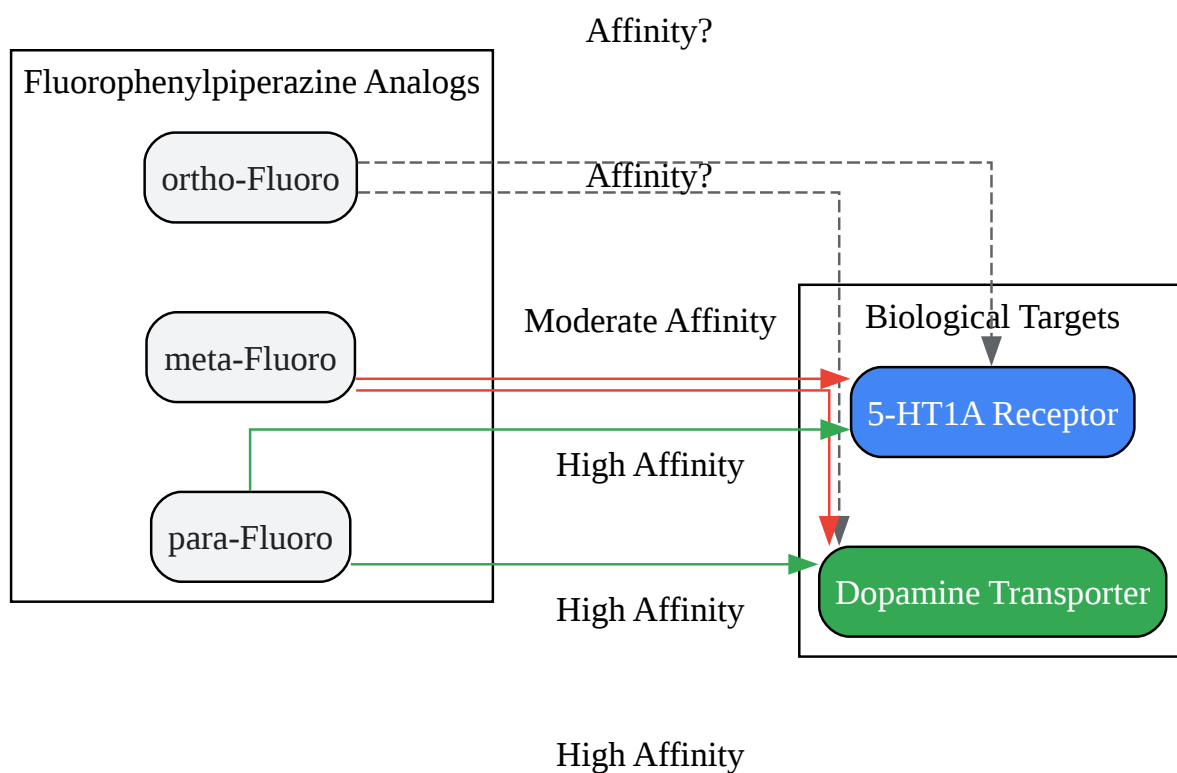 Affinity?
Fluorophenylpiperazine Analogs
ortho-Fluoro
Affinity?
meta-Fluoro
Moderate Affinity
Biological Targets
5-HT1A Receptor
High Affinity
para-Fluoro
Dopamine Transporter
High Affinity
High Affinity